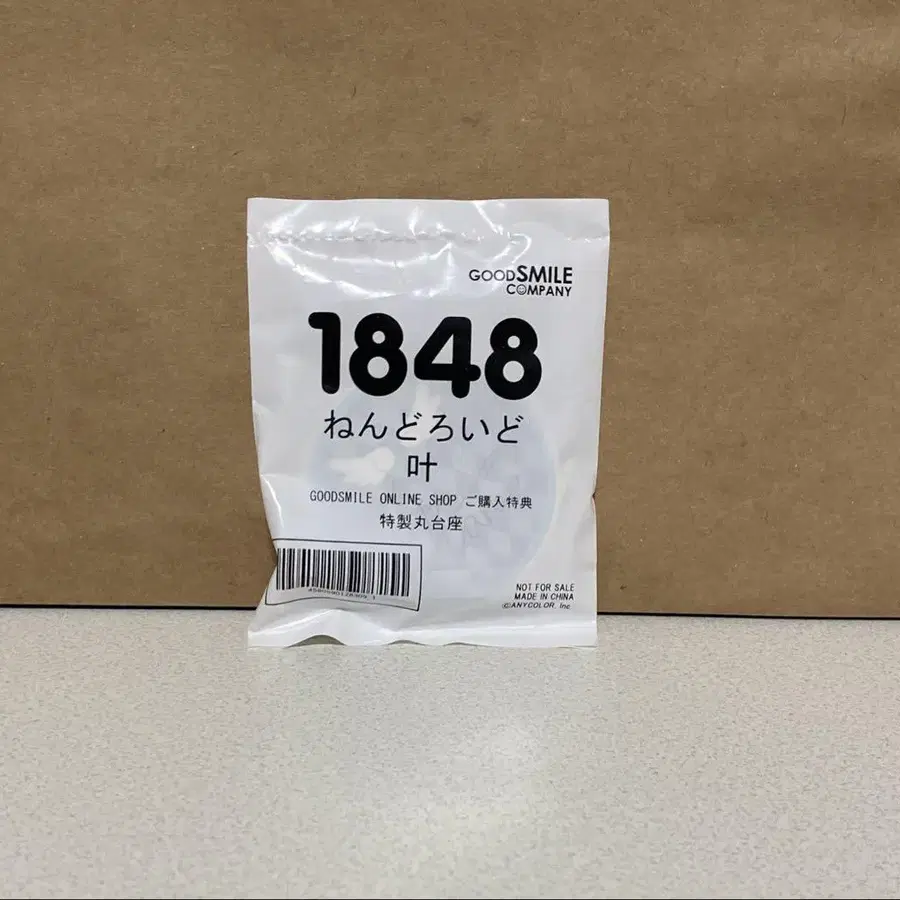 GOODSMILE
COMPANY
1848
ねんどろいど
叶
GOODSMILE ONLINE SHOP ご購入特典
特製丸台座
NOT FOR SALE
MADE IN CHINA
©ANYCOLOR, Inc.